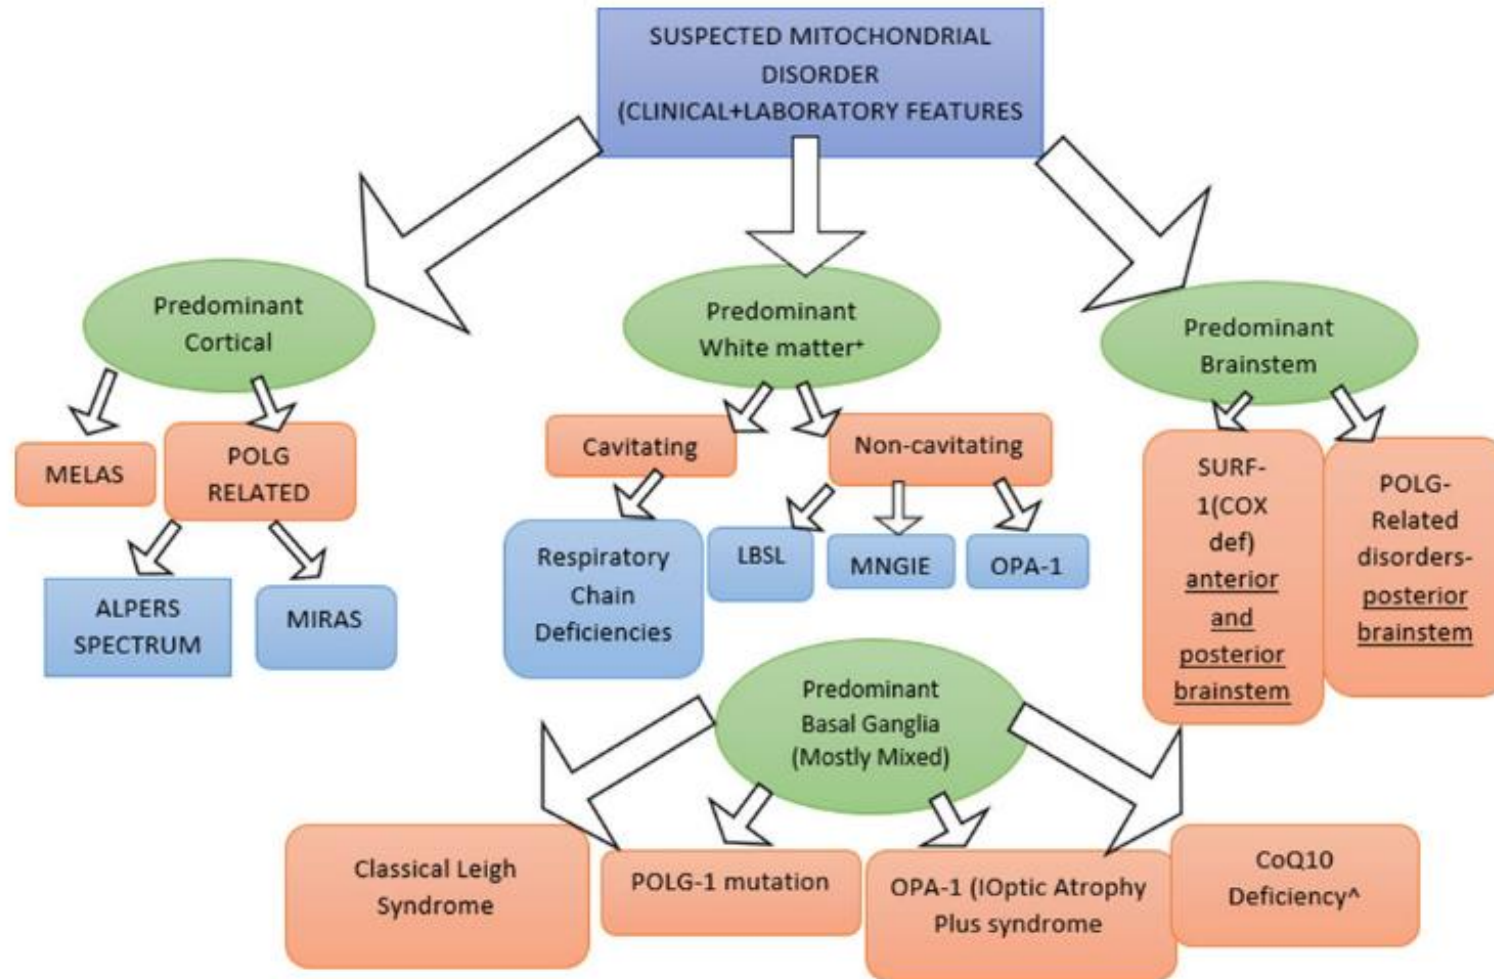 SUSPECTED MITOCHONDRIAL
DISORDER
(CLINICAL+LABORATORY FEATURES
Predominant
Cortical
Predominant
White matter⁺
Predominant
Brainstem
MELAS
POLG
RELATED
Cavitating
Non-cavitating
SURF-
1(COX
def)
anterior
and
posterior
brainstem
POLG-
Related
disorders-
posterior
brainstem
ALPERS
SPECTRUM
MIRAS
Respiratory
Chain
Deficiencies
LBSL
MNGIE
OPA-1
Predominant
Basal Ganglia
(Mostly Mixed)
Classical Leigh
Syndrome
POLG-1 mutation
OPA-1 (IOptic Atrophy
Plus syndrome
CoQ10
Deficiency^